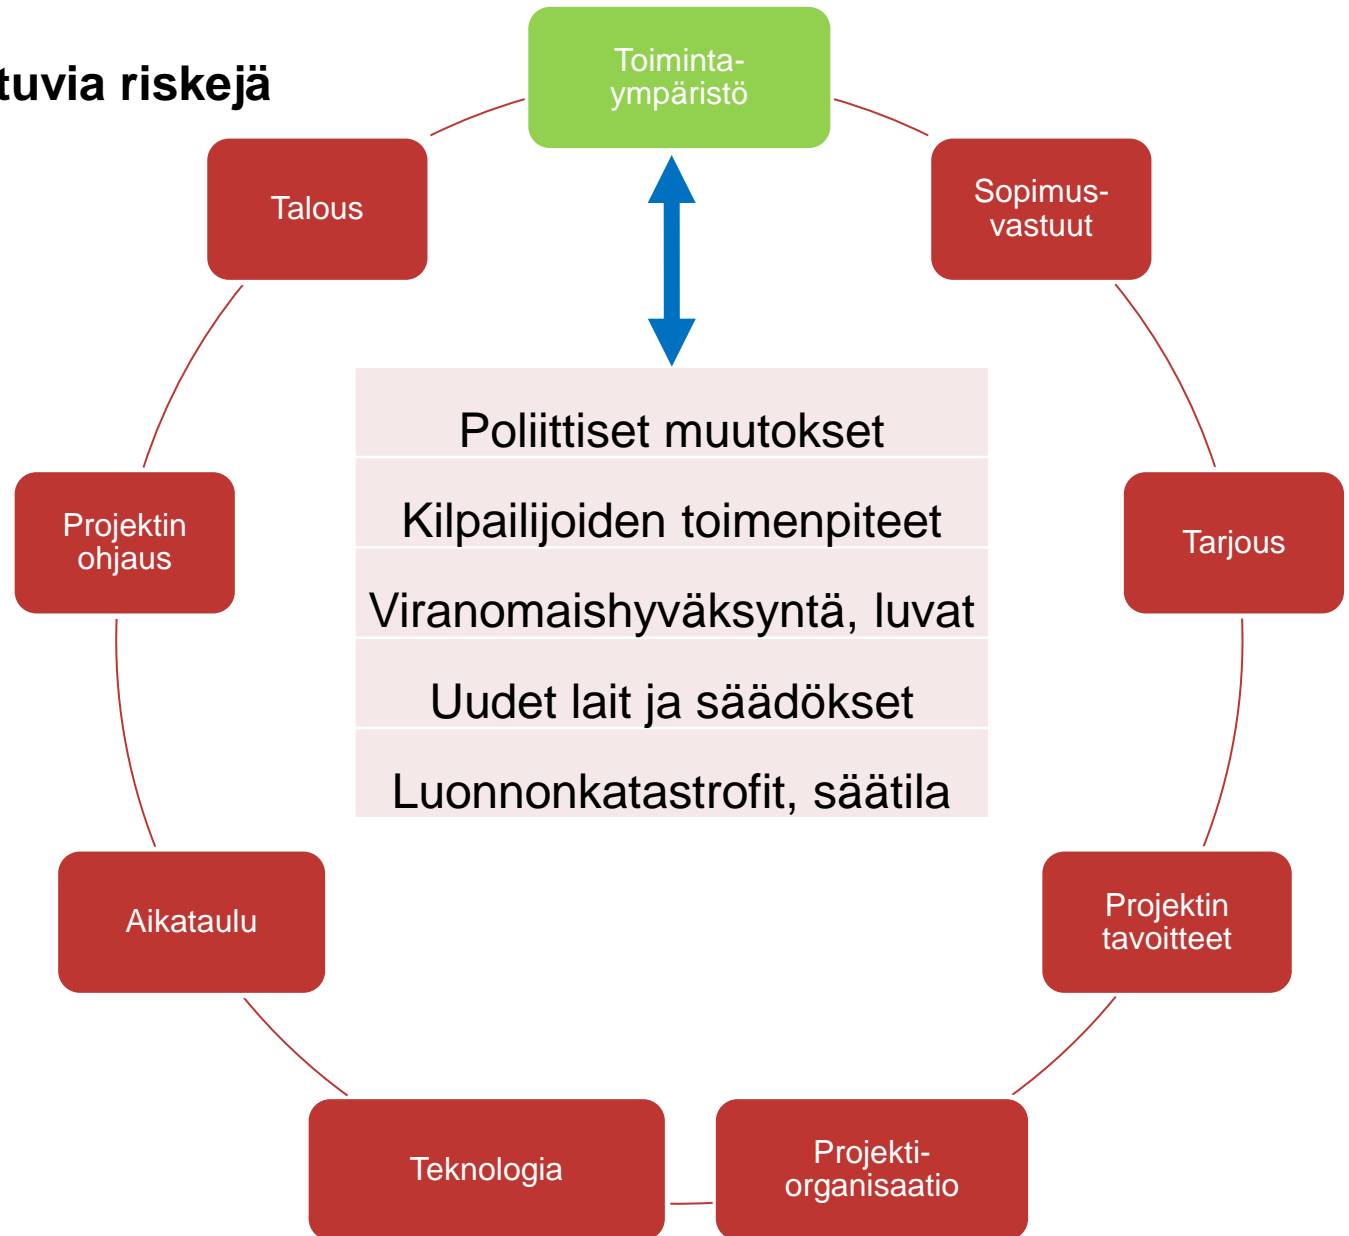 tuvia riskejä
Toiminta-
ympäristö
Talous
Sopimus-
vastuut
Poliittiset muutokset
Kilpailijoiden toimenpiteet
Viranomaishyväksyntä, luvat
Uudet lait ja säädökset
Luonnonkatastrofit, säätila
Projektin
ohjaus
Tarjous
Aikataulu
Projektin
tavoitteet
Teknologia
Projekti-
organisaatio